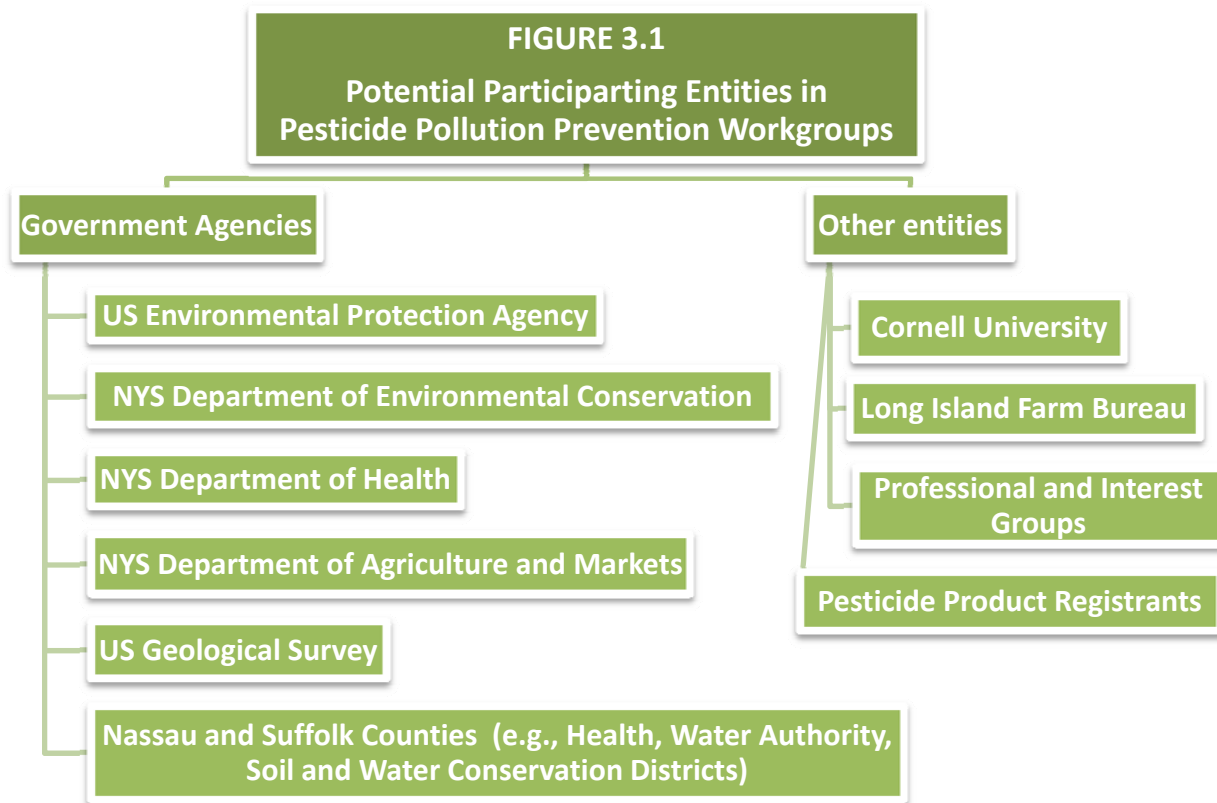 FIGURE 3.1
Potential Participarting Entities in
Pesticide Pollution Prevention Workgroups
Government Agencies
US Environmental Protection Agency
NYS Department of Environmental Conservation
NYS Department of Health
NYS Department of Agriculture and Markets
US Geological Survey
Nassau and Suffolk Counties (e.g., Health, Water Authority,
Soil and Water Conservation Districts)
Other entities
Cornell University
Long Island Farm Bureau
Professional and Interest
Groups
Pesticide Product Registrants